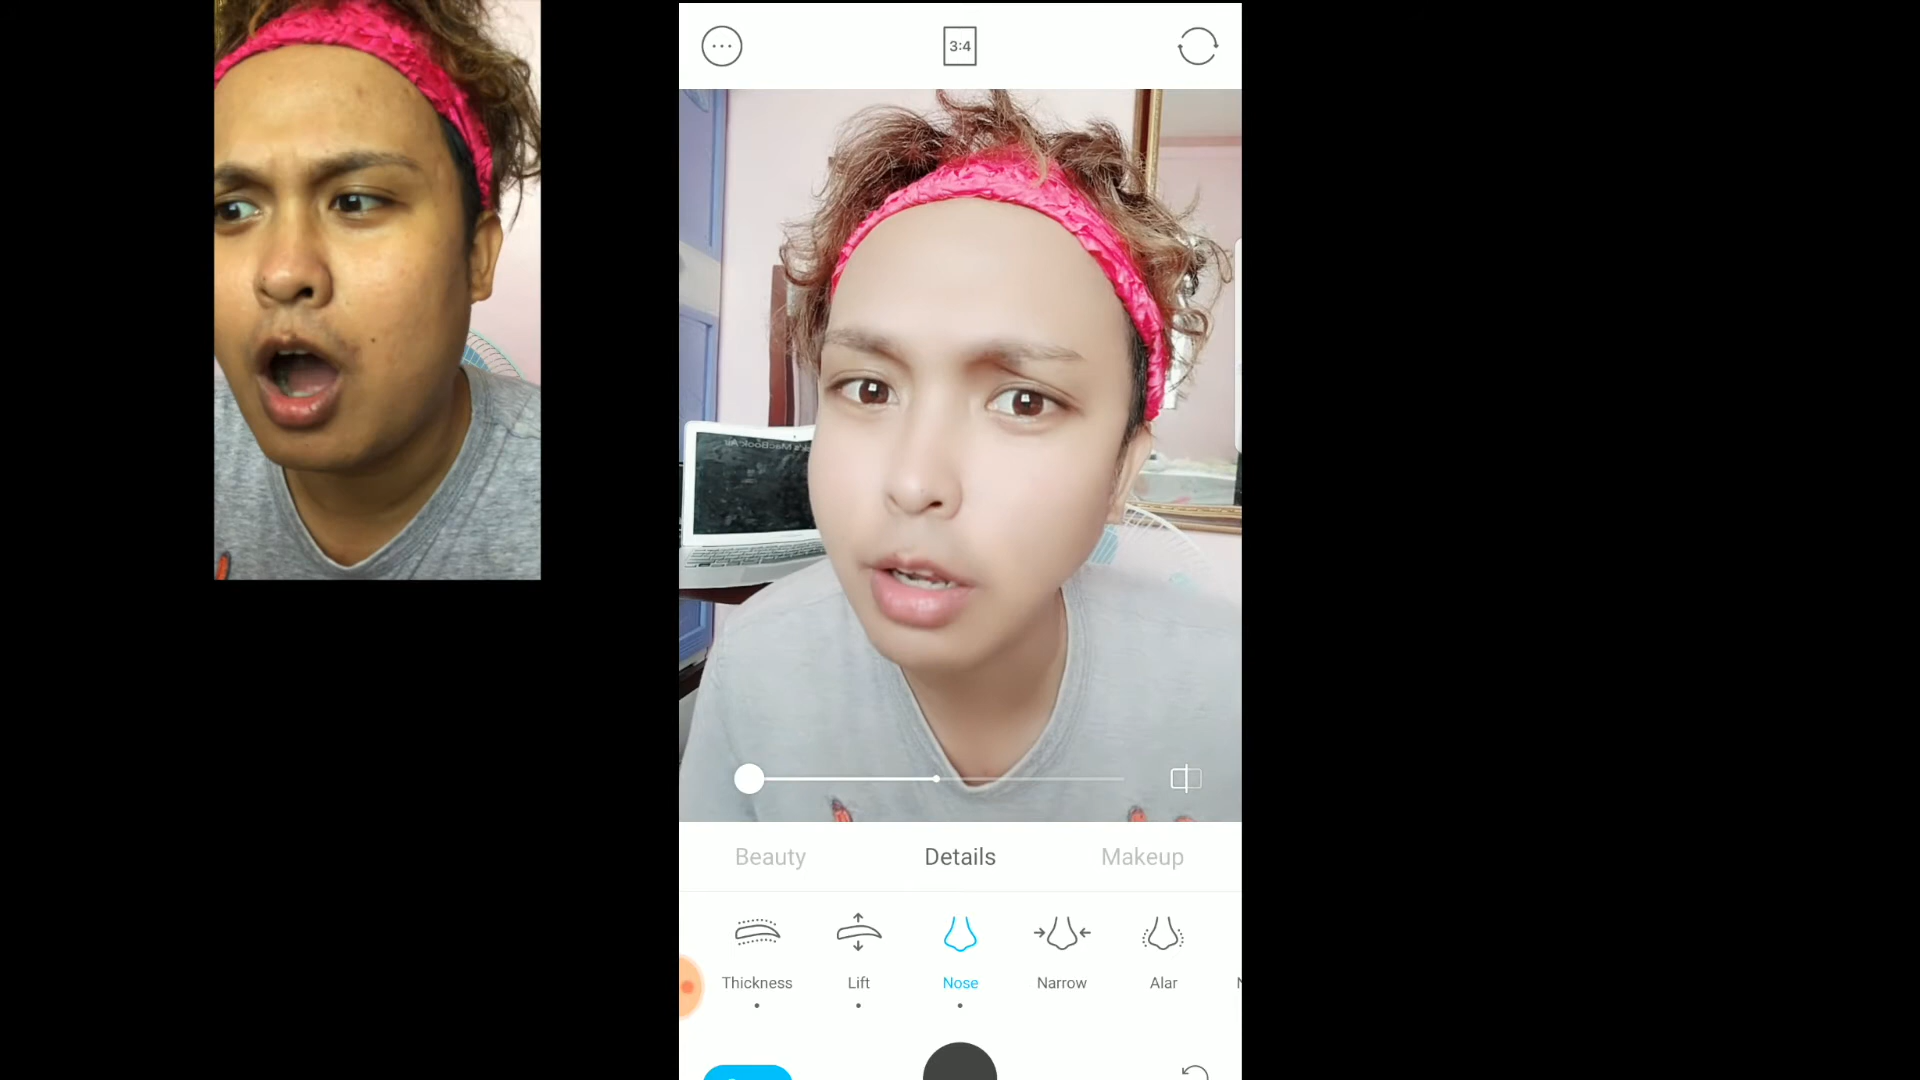 3:4
Beauty
Details
Makeup
Thickness
Lift
Nose
Narrow
Alar